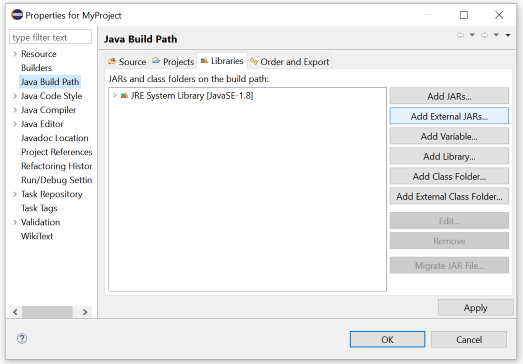 Properties for MyProject
type filter text
Resource
Builders
Java Build Path
Java Code Style
Java Compiler
Java Editor
Javadoc Location
Project References
Refactoring Histor
Run/Debug Settin
Task Repository
Task Tags
Validation
WikiText
Java Build Path
Source Projects Libraries Order and Export
JARs and class folders on the build path:
JRE System Library [JavaSE-1.8]
Add JARs...
Add External JARs...
Add Variable...
Add Library...
Add Class Folder...
Add External Class Folder...
Edit...
Remove
Migrate JAR File...
Apply
OK Cancel